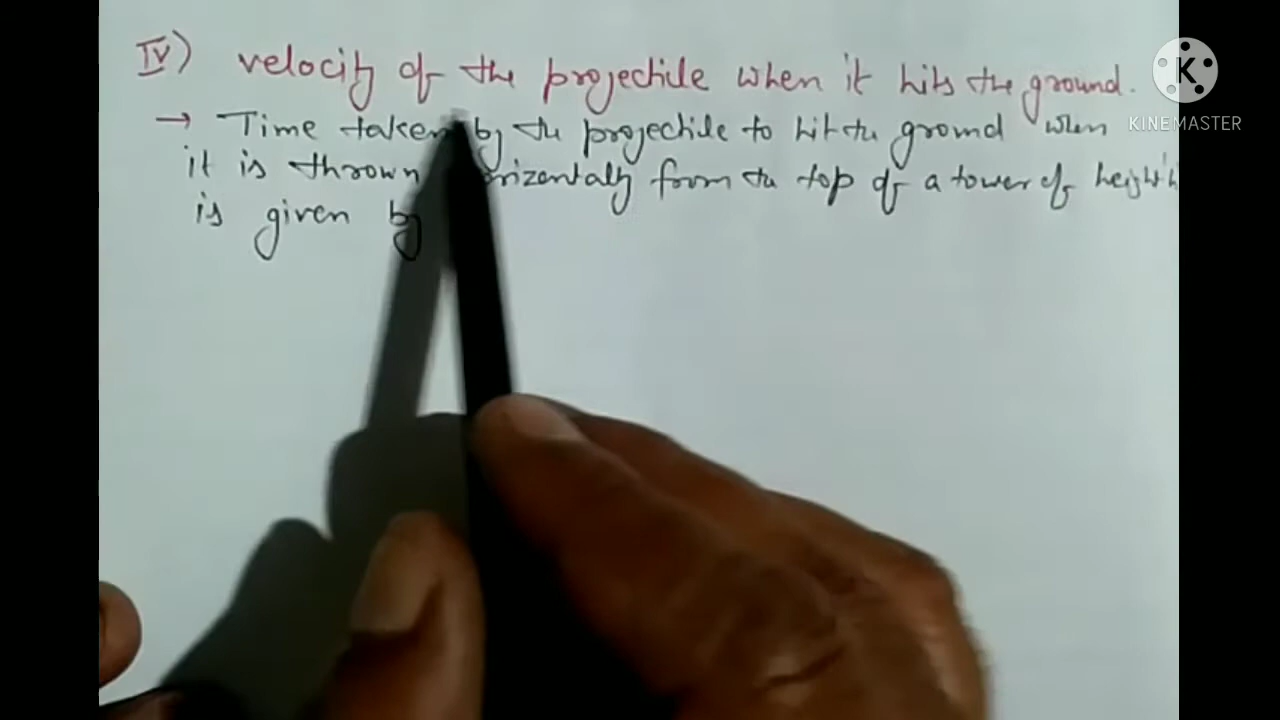 IV) velocity of the projectile when it hits the ground.
→ Time taken by the projectile to hit the ground when
it is thrown horizontally from the top of a tower of height h
is given by
K
KINEMASTER